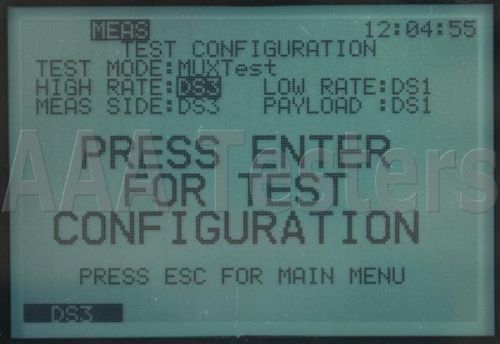 MEAS 12:04:55
TEST CONFIGURATION
TEST MODE:MUXTest
HIGH RATE:DS3 LOW RATE:DS1
MEAS SIDE:DS3 PAYLOAD :DS1
PRESS ENTER
FOR TEST
CONFIGURATION
AAATesters
PRESS ESC FOR MAIN MENU
DS3